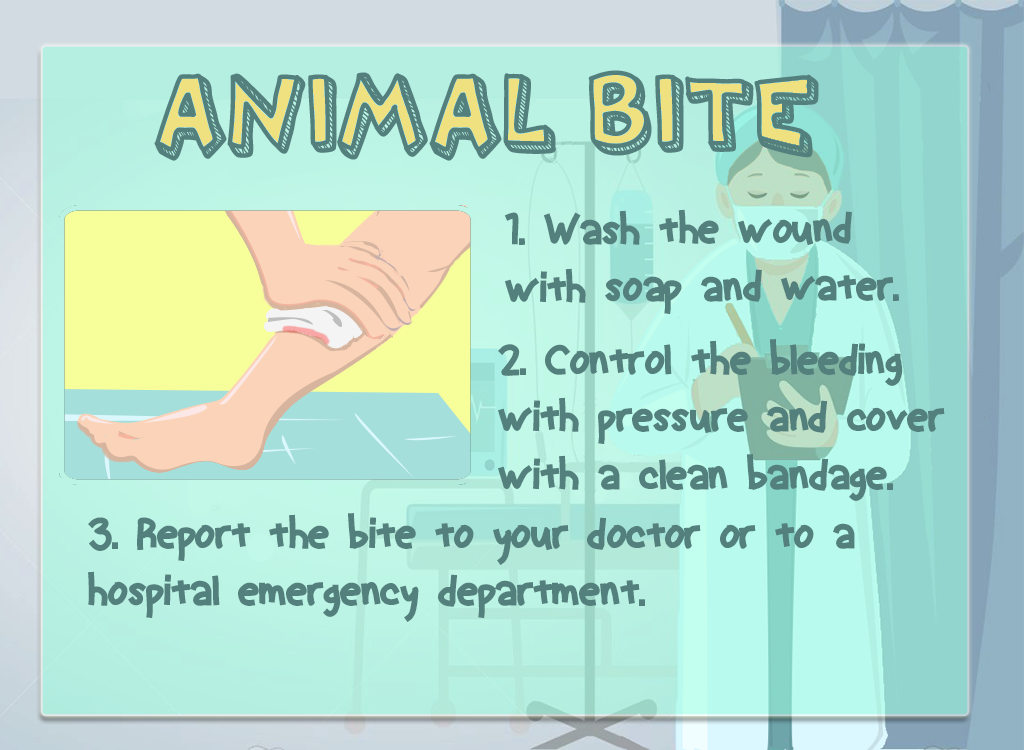 ANIMAL BITE
1. Wash the wound
with soap and water.
2. Control the bleeding
with pressure and cover
with a clean bandage.
3. Report the bite to your doctor or to a
hospital emergency department.